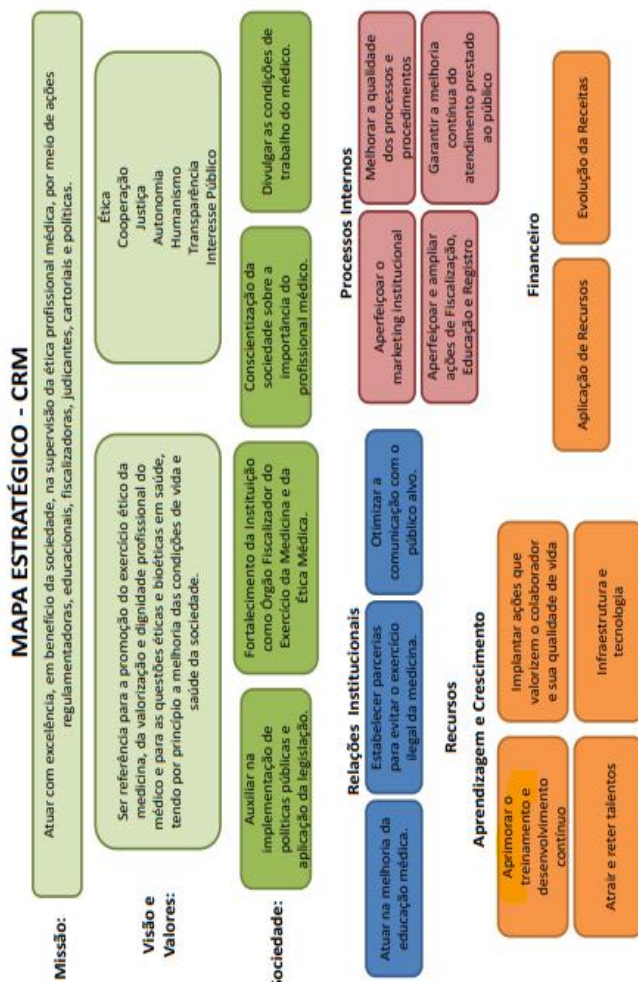 MAPA ESTRATÉGICO - CRM
Missão:
Atuar com excelência, em benefício da sociedade, na supervisão da ética profissional médica, por meio de ações
regulamentadoras, educacionais, fiscalizadoras, judicantes, cartoriais e políticas.
Visão e
Valores:
Ser referência para a promoção do exercício ético da
medicina, da valorização e dignidade profissional do
médico e para as questões éticas e bioéticas em saúde,
tendo por princípio a melhoria das condições de vida e
saúde da sociedade.
Ética
Cooperação
Justiça
Autonomia
Humanismo
Transparência
Interesse Público
Sociedade:
Auxiliar na
implementação de
políticas públicas e
aplicação da legislação.
Fortalecimento da Instituição
como Órgão Fiscalizador do
Exercício da Medicina e da
Ética Médica.
Conscientização da
sociedade sobre a
importância do
profissional médico.
Divulgar as condições de
trabalho do médico.
Relações Institucionais
Atuar na melhoria da
educação médica.
Estabelecer parcerias
para evitar o exercício
ilegal da medicina.
Otimizar a
comunicação com o
público alvo.
Processos Internos
Aperfeiçoar o
marketing institucional
Melhorar a qualidade
dos processos e
procedimentos
Aperfeiçoar e ampliar
ações de Fiscalização,
Educação e Registro
Garantir a melhoria
contínua do
atendimento prestado
ao público
Recursos
Aprendizagem e Crescimento
Aprimorar o
treinamento e
desenvolvimento
contínuo
Implantar ações que
valorizem o colaborador
e sua qualidade de vida
Atrair e reter talentos
Infraestrutura e
tecnologia
Financeiro
Aplicação de Recursos
Evolução da Receitas